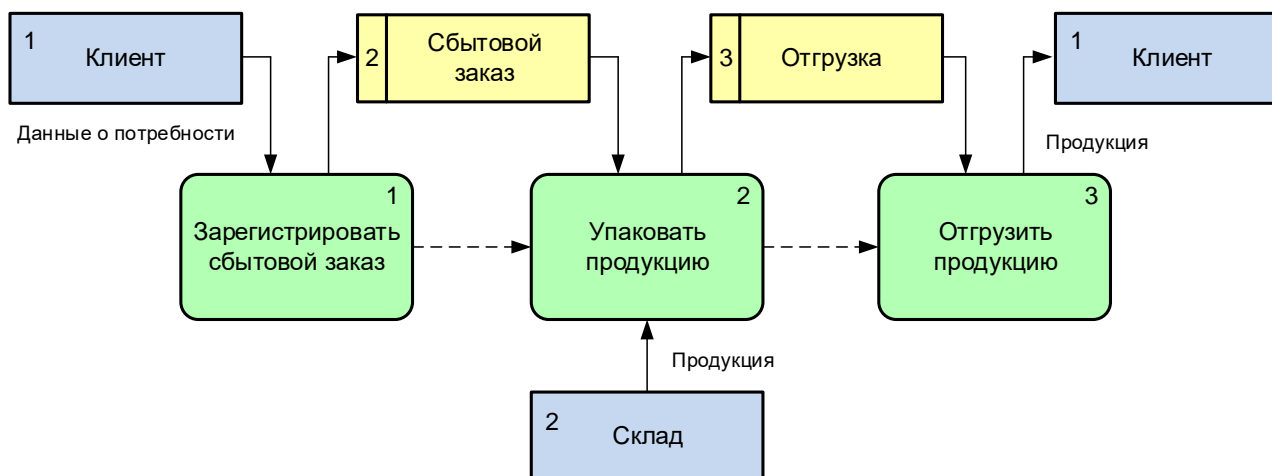 1
Клиент
2
Сбытовой
заказ
3
Отгрузка
1
Клиент
Данные о потребности
Продукция
1
Зарегистрировать
сбытовой заказ
2
Упаковать
продукцию
3
Отгрузить
продукцию
Продукция
2
Склад